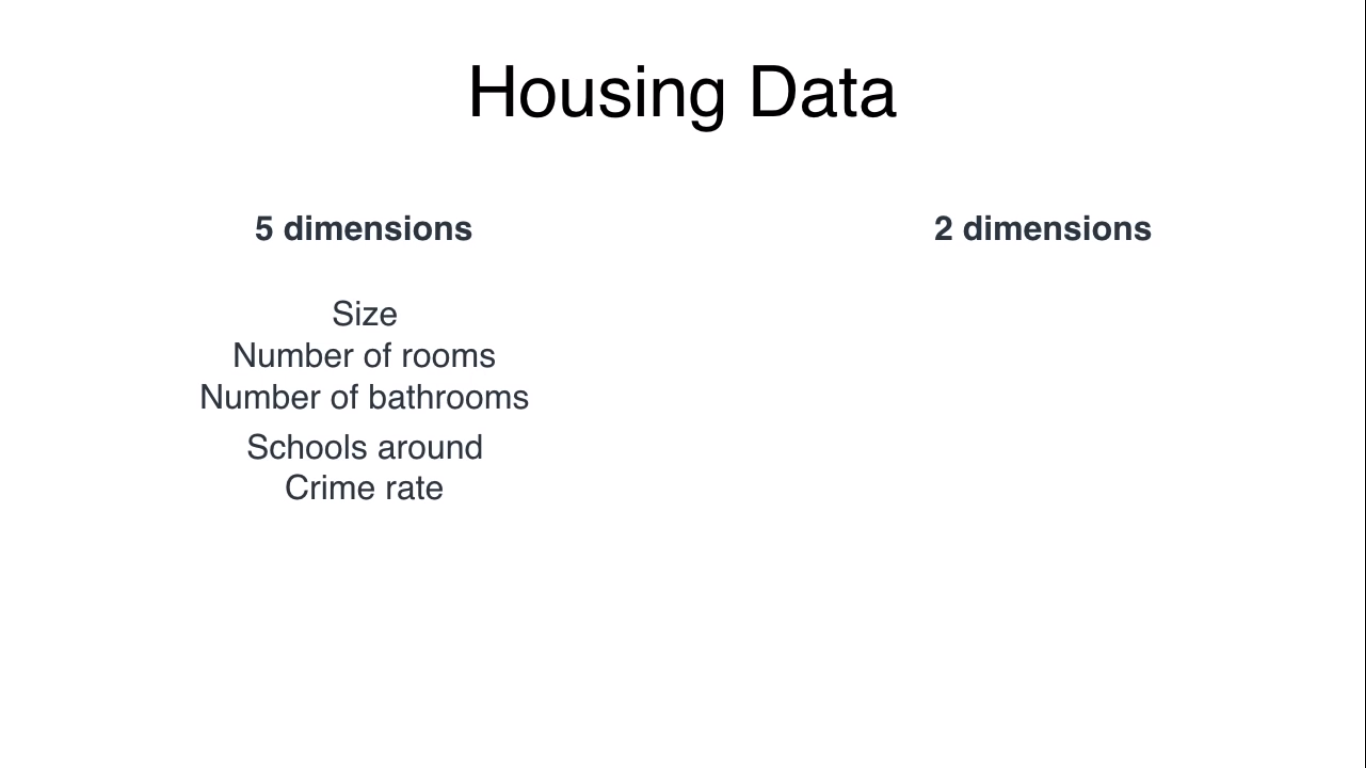 Housing Data
5 dimensions
Size
Number of rooms
Number of bathrooms
Schools around
Crime rate
2 dimensions